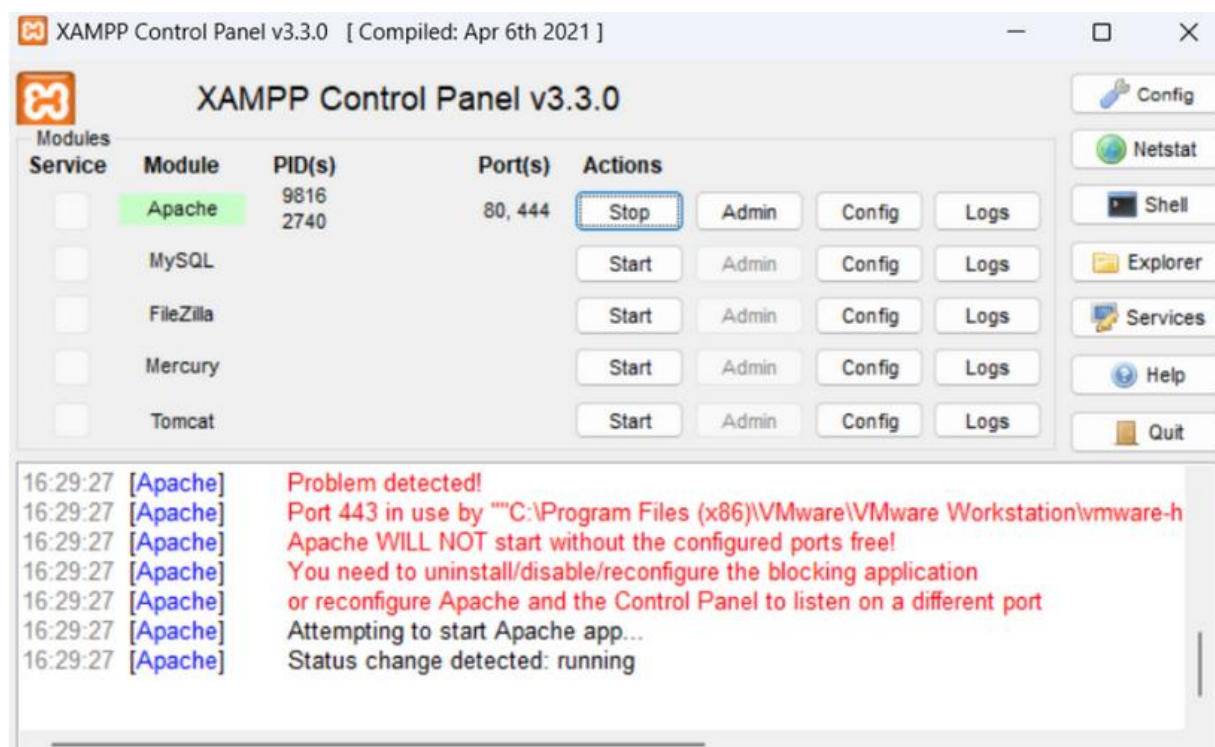 XAMPP Control Panel v3.3.0 [ Compiled: Apr 6th 2021 ]
XAMPP Control Panel v3.3.0
Config
Modules
Service Module PID(s) Port(s) Actions
Netstat
Apache 9816 2740 80, 444 Stop Admin Config Logs
Shell
MySQL Start Admin Config Logs
Explorer
FileZilla Start Admin Config Logs
Services
Mercury Start Admin Config Logs
Help
Tomcat Start Admin Config Logs
Quit
16:29:27 [Apache] Problem detected!
16:29:27 [Apache] Port 443 in use by ""C:\Program Files (x86)\VMware\VMware Workstation\vmware-h
16:29:27 [Apache] Apache WILL NOT start without the configured ports free!
16:29:27 [Apache] You need to uninstall/disable/reconfigure the blocking application
16:29:27 [Apache] or reconfigure Apache and the Control Panel to listen on a different port
16:29:27 [Apache] Attempting to start Apache app...
16:29:27 [Apache] Status change detected: running